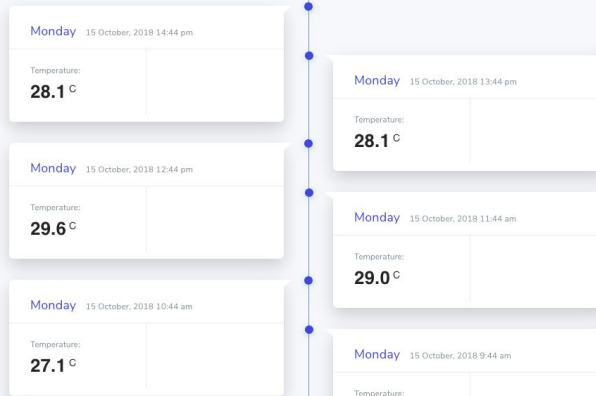 Monday 15 October, 2018 14:44 pm
Temperature:
28.1 C
Monday 15 October, 2018 13:44 pm
Temperature:
28.1 C
Monday 15 October, 2018 12:44 pm
Temperature:
29.6 C
Monday 15 October, 2018 11:44 am
Temperature:
29.0 C
Monday 15 October, 2018 10:44 am
Temperature:
27.1 C
Monday 15 October, 2018 9:44 am
Temperature: